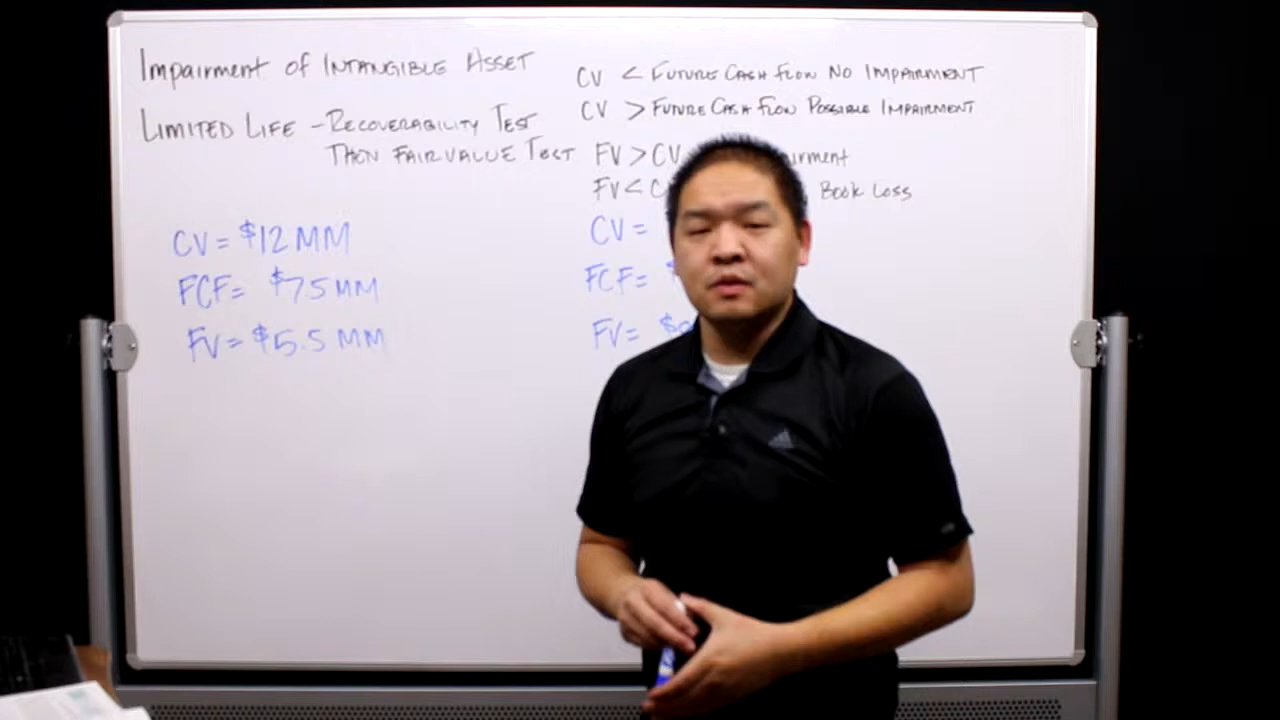 Impairment of INTANGIBLE ASSET
LIMITED LIFE - RECOVERABILITY TEST
THEN FAIR VALUE TEST
CV < FUTURE CASH FLOW NO IMPAIRMENT
CV > FUTURE CASH FLOW POSSIBLE IMPAIRMENT
FV > CV
FV < C Book Loss
CV = $12 MM
FCF = $75 MM
FV = $5.5 MM
CV =
FCF = $
FV =